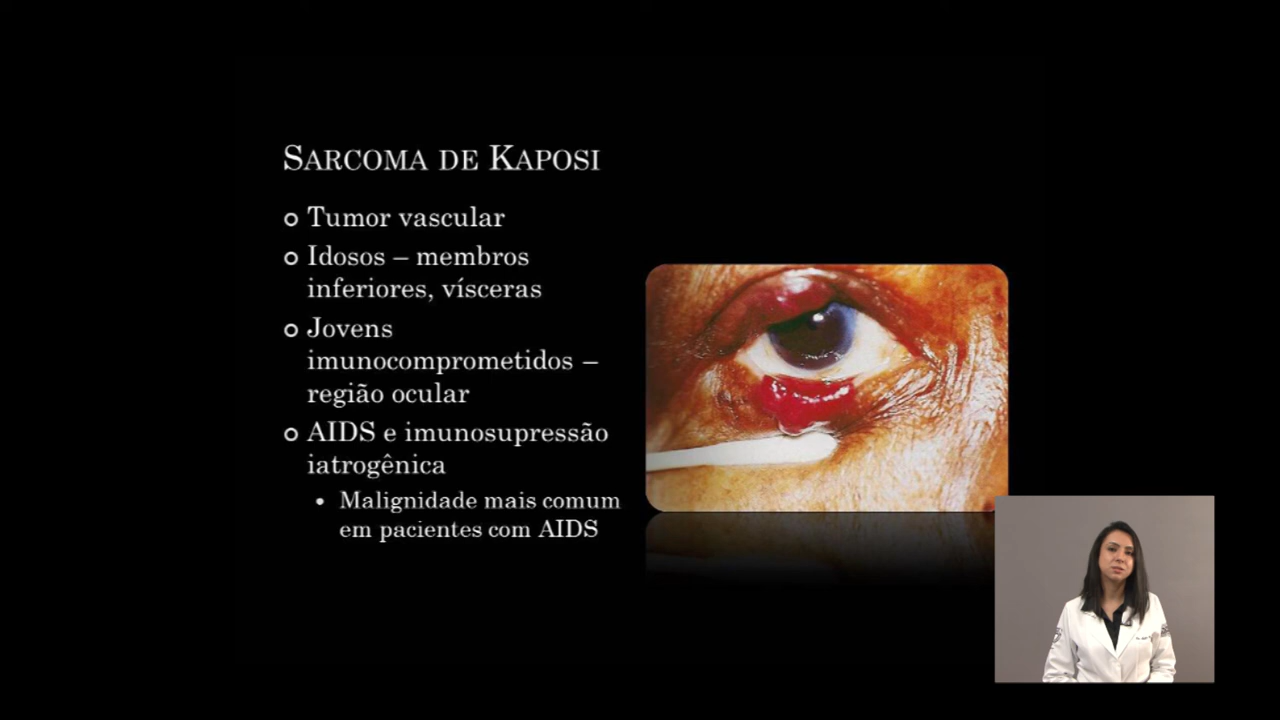 SARCOMA DE KAPOSI
Tumor vascular
Idosos – membros
inferiores, vísceras
Jovens
imunocomprometidos –
região ocular
AIDS e imunosupressão
iatrogênica
Malignidade mais comum
em pacientes com AIDS